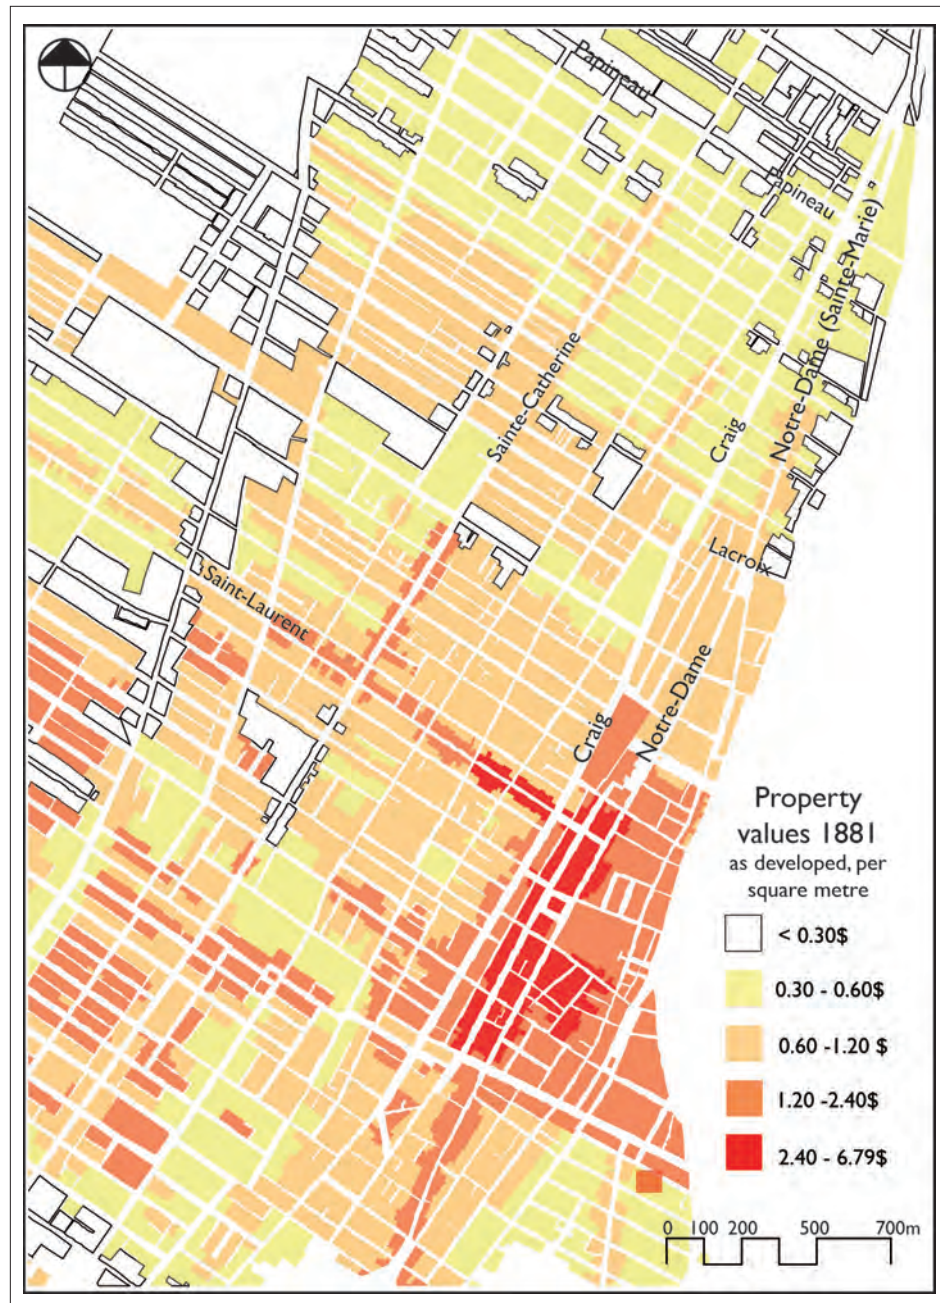 Papineau
Papineau
Notre-Dame (Sainte-Marie)
Sainte-Catherine
Craig
Lacroix
Saint-Laurent
Craig
Notre-Dame
Property
values 1881
as developed, per
square metre
< 0.30$
0.30 - 0.60$
0.60 -1.20 $
1.20 -2.40$
2.40 - 6.79$
0 100 200 500 700m